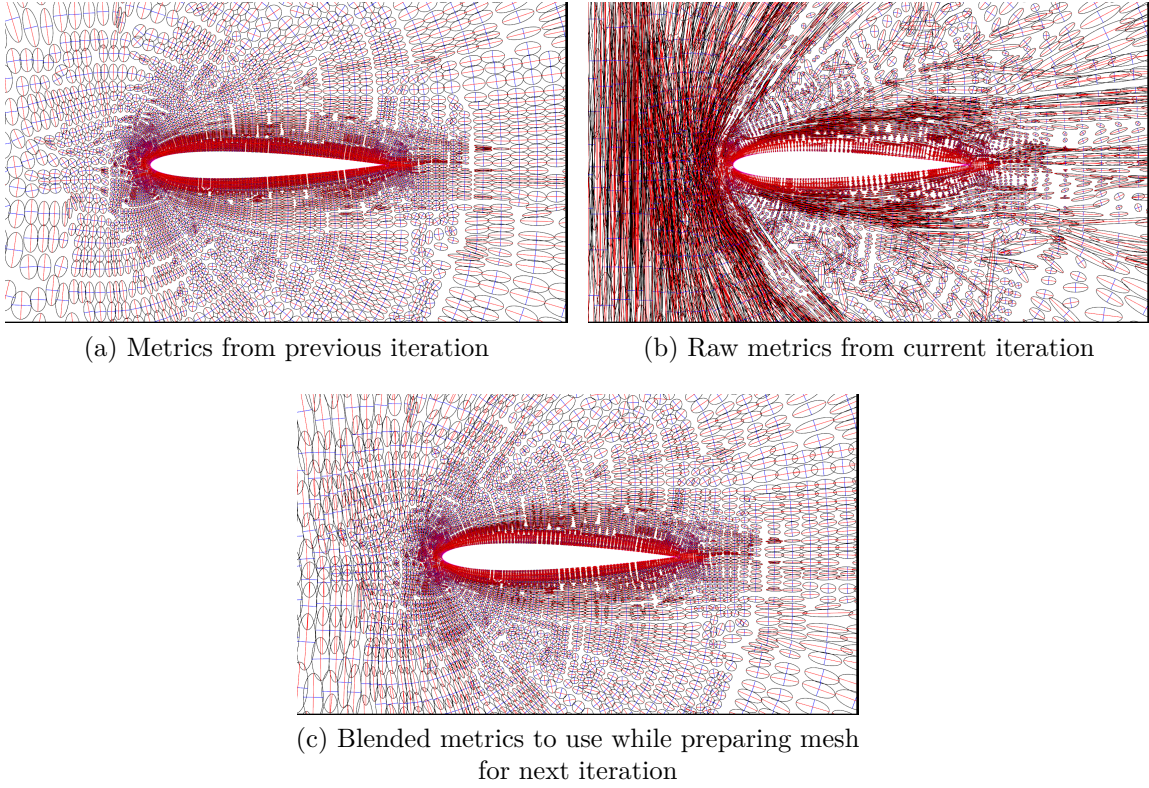 (a) Metrics from previous iteration
(b) Raw metrics from current iteration
(c) Blended metrics to use while preparing mesh
for next iteration